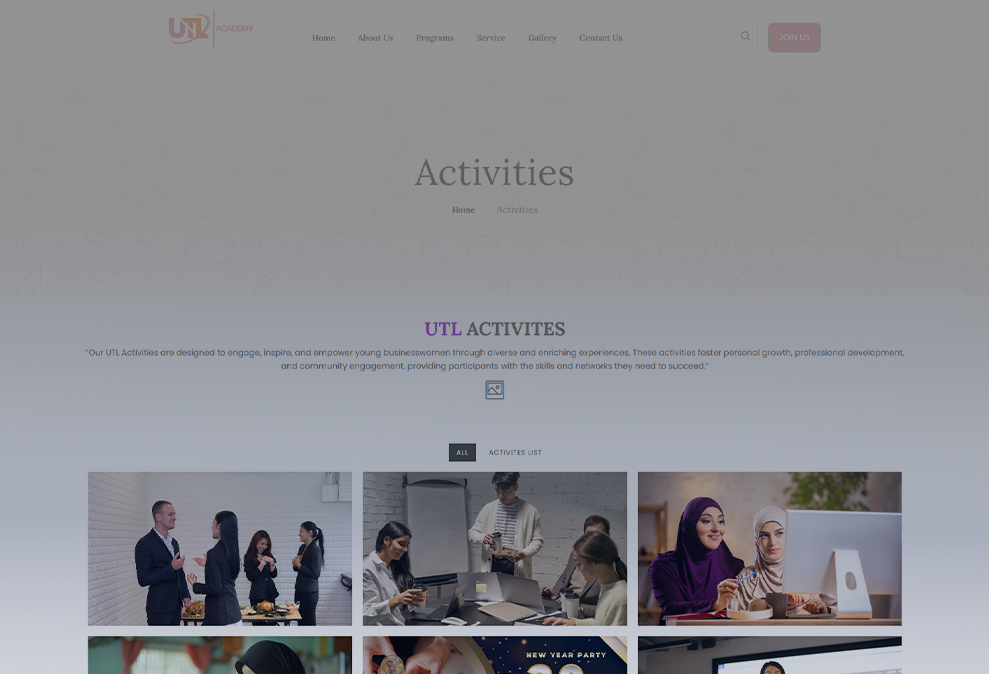 UTL ACADEMY
Home About Us Programs Service Gallery Contact Us JOIN US
Activities
Home Activities
UTL ACTIVITES
"Our UTL Activities are designed to engage, inspire, and empower young businesswomen through diverse and enriching experiences. These activities foster personal growth, professional development,
and community engagement, providing participants with the skills and networks they need to succeed."
ALL ACTIVITES LIST
NEW YEAR PARTY